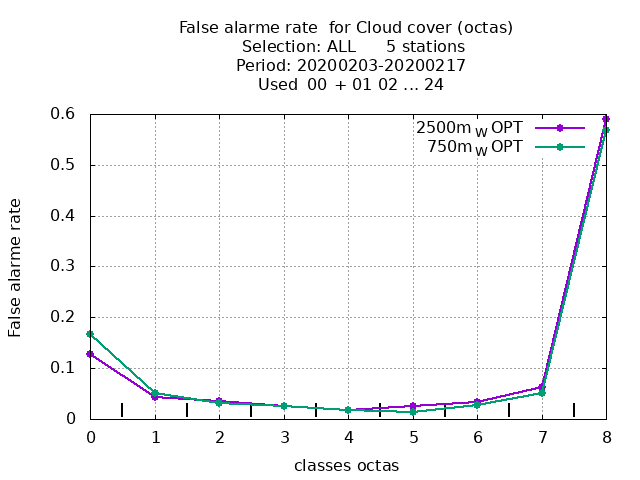 False alarme rate  for Cloud cover (octas)
Selection: ALL      5 stations
Period: 20200203-20200217
Used  00  + 01 02 ... 24
2500m W OPT
750m W OPT
0.6
0.5
0.4
0.3
0.2
0.1
0
False alarme rate
0 1 2 3 4 5 6 7 8
classes octas